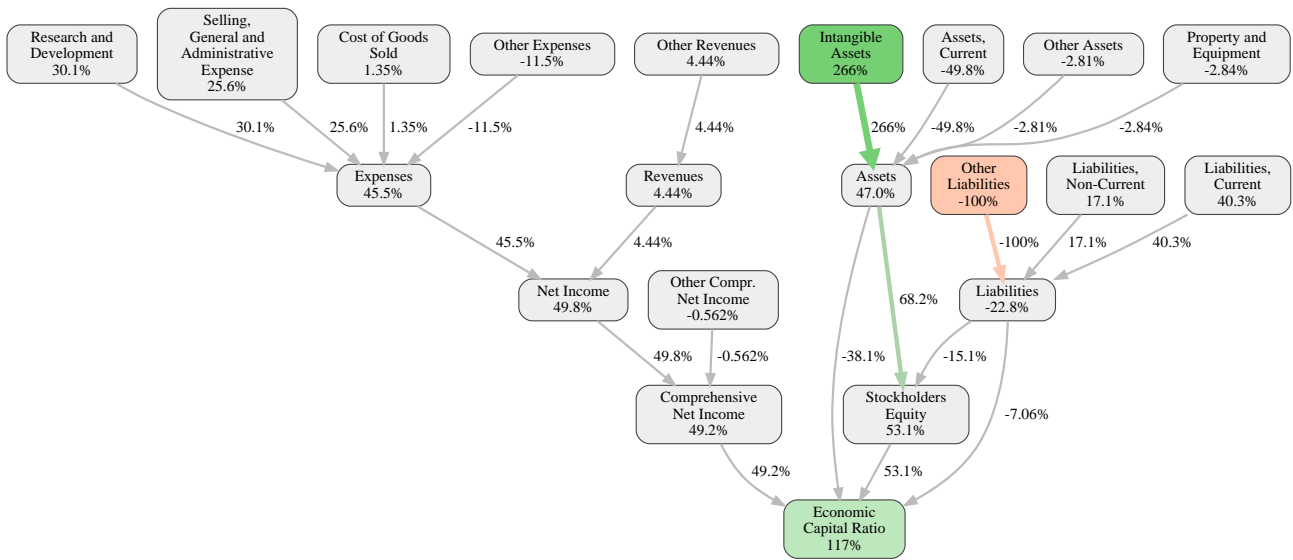 Research and
Development
30.1%
Selling,
General and
Administrative
Expense
25.6%
Cost of Goods
Sold
1.35%
Other Expenses
-11.5%
Other Revenues
4.44%
Intangible
Assets
266%
Assets,
Current
-49.8%
Other Assets
-2.81%
Property and
Equipment
-2.84%
30.1%
25.6%
1.35%
-11.5%
4.44%
266%
-49.8%
-2.81%
-2.84%
Expenses
45.5%
Revenues
4.44%
Assets
47.0%
Other
Liabilities
-100%
Liabilities,
Non-Current
17.1%
Liabilities,
Current
40.3%
45.5%
4.44%
-100%
17.1%
40.3%
Net Income
49.8%
Other Compr.
Net Income
-0.562%
68.2%
Liabilities
-22.8%
49.8%
-0.562%
-38.1%
-15.1%
Comprehensive
Net Income
49.2%
Stockholders
Equity
53.1%
-7.06%
49.2%
53.1%
Economic
Capital Ratio
117%